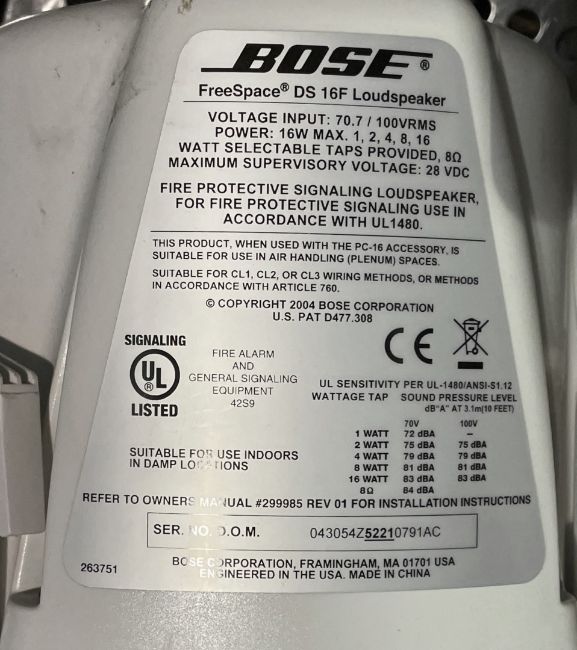 BOSE®
FreeSpace® DS 16F Loudspeaker
VOLTAGE INPUT: 70.7 / 100VRMS
POWER: 16W MAX. 1, 2, 4, 8, 16
WATT SELECTABLE TAPS PROVIDED, 8Ω
MAXIMUM SUPERVISORY VOLTAGE: 28 VDC
FIRE PROTECTIVE SIGNALING LOUDSPEAKER,
FOR FIRE PROTECTIVE SIGNALING USE IN
ACCORDANCE WITH UL1480.
THIS PRODUCT, WHEN USED WITH THE PC-16 ACCESSORY, IS
SUITABLE FOR USE IN AIR HANDLING (PLENUM) SPACES.
SUITABLE FOR CL1, CL2, OR CL3 WIRING METHODS, OR METHODS
IN ACCORDANCE WITH ARTICLE 760.
© COPYRIGHT 2004 BOSE CORPORATION
U.S. PAT D477.308
SIGNALING
UL ®
LISTED
FIRE ALARM
AND
GENERAL SIGNALING
EQUIPMENT
42S9
CE
UL SENSITIVITY PER UL-1480/ANSI-S1.12
WATTAGE TAP SOUND PRESSURE LEVEL
dB"A" AT 3.1m(10 FEET)
70V 100V
1 WATT 72 dBA –
2 WATT 75 dBA 75 dBA
4 WATT 79 dBA 79 dBA
8 WATT 81 dBA 81 dBA
16 WATT 83 dBA 83 dBA
8Ω 84 dBA
SUITABLE FOR USE INDOORS
IN DAMP LOCATIONS
REFER TO OWNERS MANUAL #299985 REV 01 FOR INSTALLATION INSTRUCTIONS
SER. NO. D.O.M. 043054Z52210791AC
263751
BOSE CORPORATION, FRAMINGHAM, MA 01701 USA
ENGINEERED IN THE USA. MADE IN CHINA